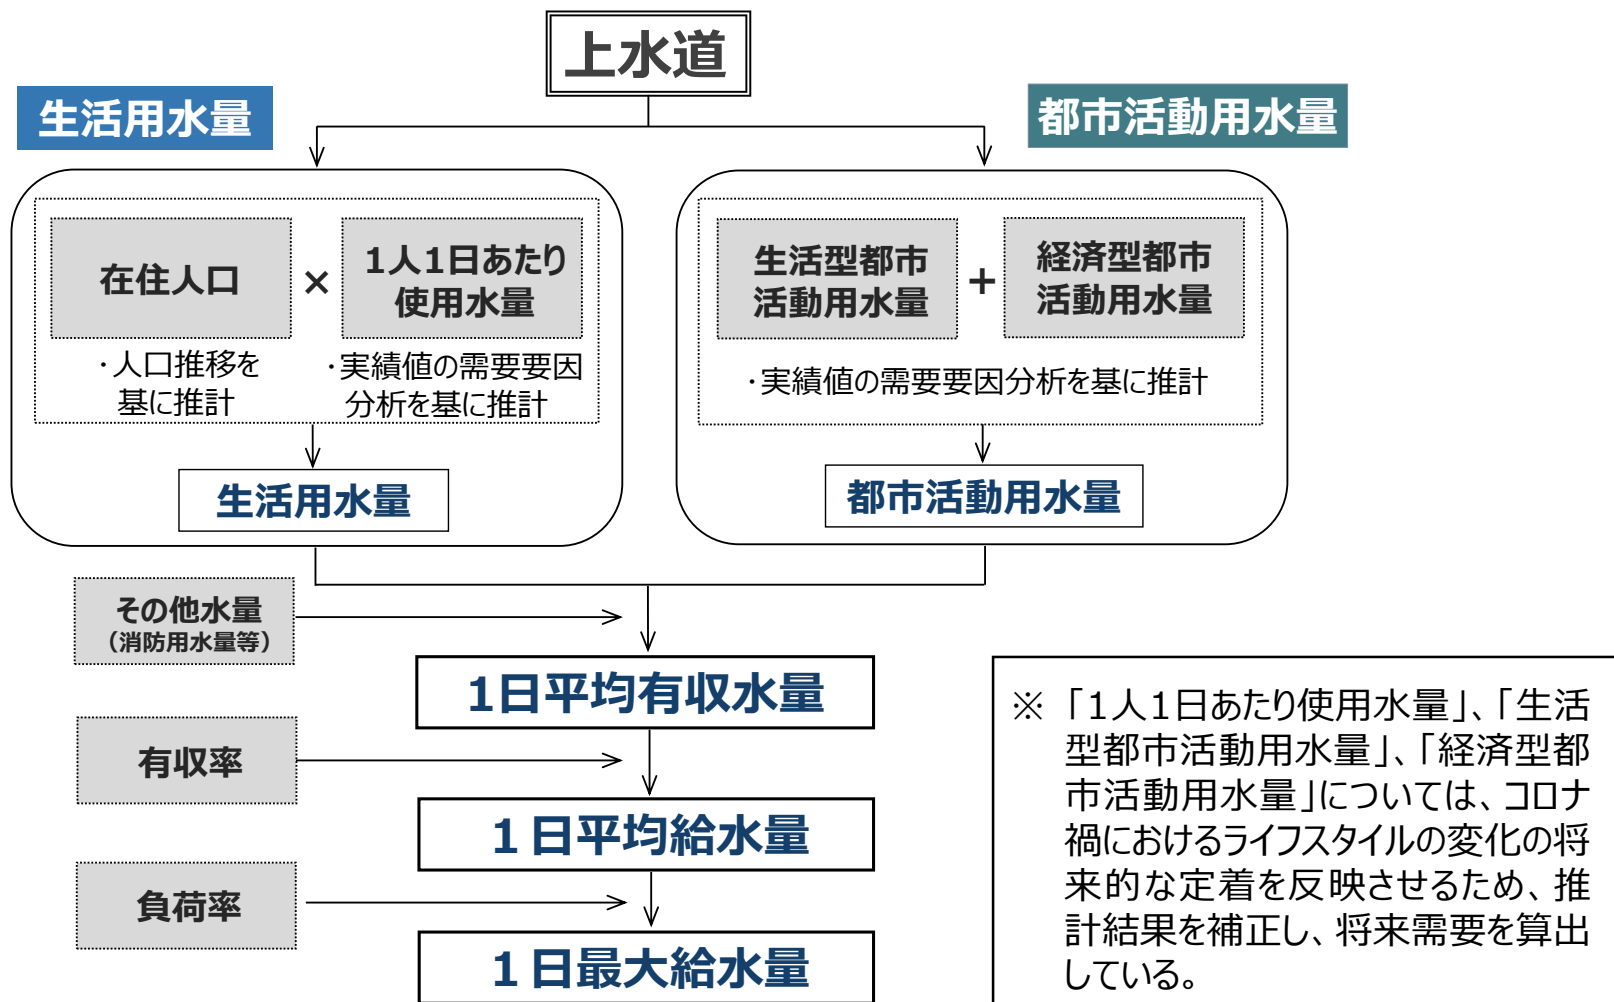 上水道
生活用水量
都市活動用水量
在住人口
×
1人1日あたり
使用水量
・人口推移を
基に推計
・実績値の需要要因
分析を基に推計
生活用水量
生活型都市
活動用水量
+
経済型都市
活動用水量
・実績値の需要要因分析を基に推計
都市活動用水量
その他水量
（消防用水量等）
1日平均有収水量
有収率
１日平均給水量
負荷率
１日最大給水量
※ 「1人1日あたり使用水量」、「生活
型都市活動用水量」、「経済型都
市活動用水量」については、コロナ
禍におけるライフスタイルの変化の将
来的な定着を反映させるため、推
計結果を補正し、将来需要を算出
している。